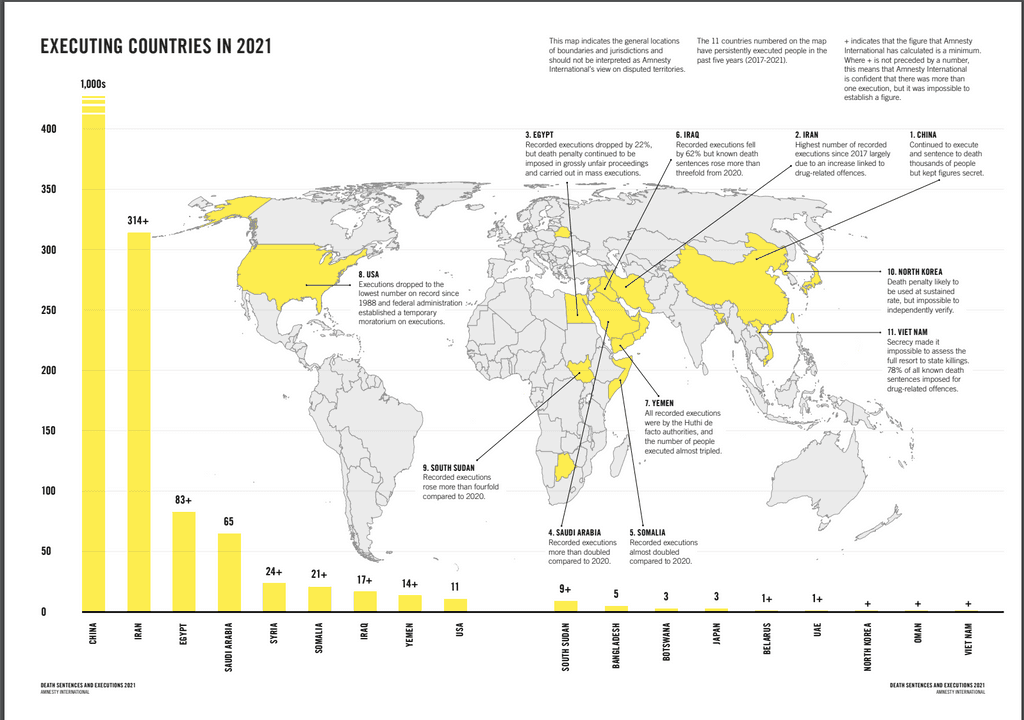 EXECUTING COUNTRIES IN 2021
This map indicates the general locations
of boundaries and jurisdictions and
should not be interpreted as Amnesty
International's view on disputed territories.
The 11 countries numbered on the map
have persistently executed people in the
past five years (2017-2021).
+ indicates that the figure that Amnesty
International has calculated is a minimum.
Where + is not preceded by a number,
this means that Amnesty International
is confident that there was more than
one execution, but it was impossible to
establish a figure.
1,000s
400
350
300
250
200
150
100
50
0
3. EGYPT
Recorded executions dropped by 22%,
but death penalty continued to be
imposed in grossly unfair proceedings
and carried out in mass executions.
6. IRAQ
Recorded executions fell
by 62% but known death
sentences rose more than
threefold from 2020.
2. IRAN
Highest number of recorded
executions since 2017 largely
due to an increase linked to
drug-related offences.
1. CHINA
Continued to execute
and sentence to death
thousands of people
but kept figures secret.
8. USA
Executions dropped to the
lowest number on record since
1988 and federal administration
established a temporary
moratorium on executions.
10. NORTH KOREA
Death penalty likely to
be used at sustained
rate, but impossible to
independently verify.
11. VIET NAM
Secrecy made it
impossible to assess the
full resort to state killings.
78% of all known death
sentences imposed for
drug-related offences.
7. YEMEN
All recorded executions
were by the Huthi de
facto authorities, and
the number of people
executed almost tripled.
9. SOUTH SUDAN
Recorded executions
rose more than fourfold
compared to 2020.
4. SAUDI ARABIA
Recorded executions
more than doubled
compared to 2020.
5. SOMALIA
Recorded executions
almost doubled
compared to 2020.
314+
83+
65
24+
21+
17+
14+
11
9+
5
3
3
1+
1+
+
+
+
CHINA
IRAN
EGYPT
SAUDI ARABIA
SYRIA
SOMALIA
IRAQ
YEMEN
USA
SOUTH SUDAN
BANGLADESH
BOTSWANA
JAPAN
BELARUS
UAE
NORTH KOREA
OMAN
VIET NAM
DEATH SENTENCES AND EXECUTIONS 2021
AMNESTY INTERNATIONAL
DEATH SENTENCES AND EXECUTIONS 2021
AMNESTY INTERNATIONAL